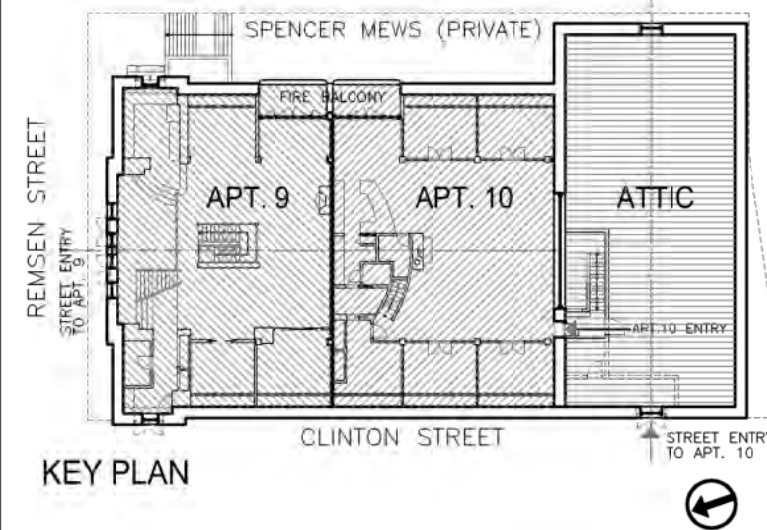 SPENCER MEWS (PRIVATE)
FIRE BALCONY
REMSEN STREET
STREET ENTRY
TO APT. 9
APT. 9
APT. 10
ATTIC
APT.10 ENTRY
CLINTON STREET
STREET ENTRY
TO APT. 10
KEY PLAN